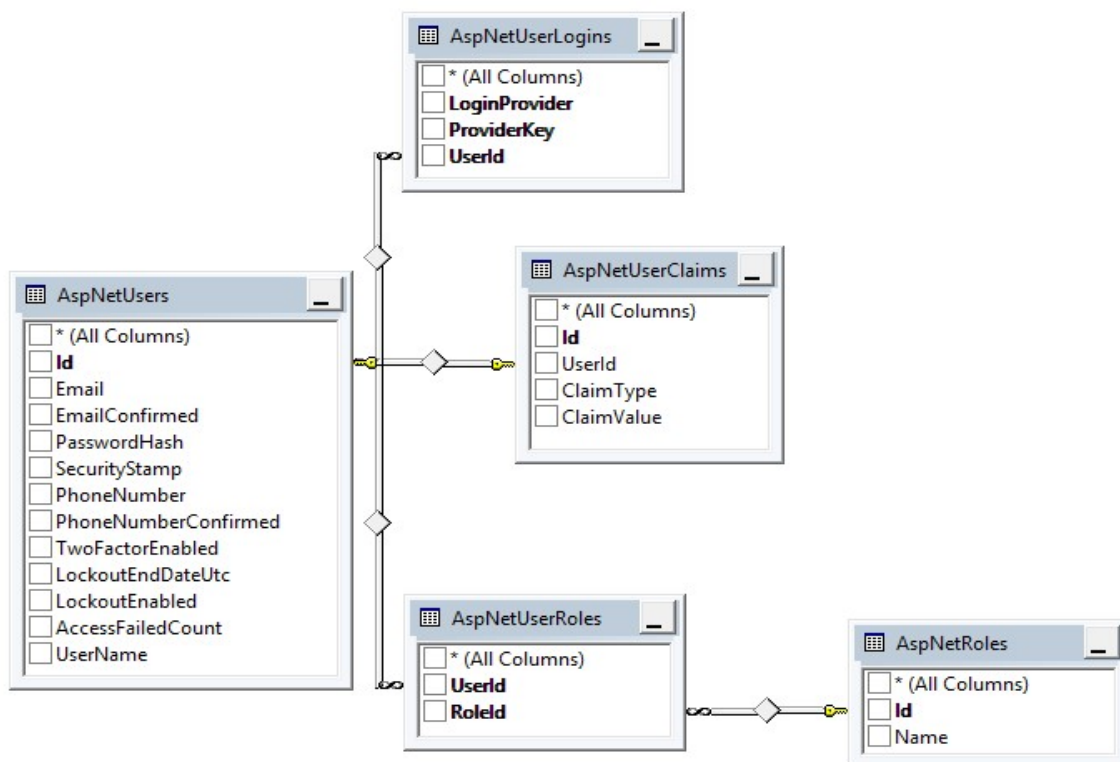 AspNetUserLogins
* (All Columns)
LoginProvider
ProviderKey
UserId
AspNetUserClaims
* (All Columns)
Id
UserId
ClaimType
ClaimValue
AspNetUsers
* (All Columns)
Id
Email
EmailConfirmed
PasswordHash
SecurityStamp
PhoneNumber
PhoneNumberConfirmed
TwoFactorEnabled
LockoutEndDateUtc
LockoutEnabled
AccessFailedCount
UserName
AspNetUserRoles
* (All Columns)
UserId
RoleId
AspNetRoles
* (All Columns)
Id
Name